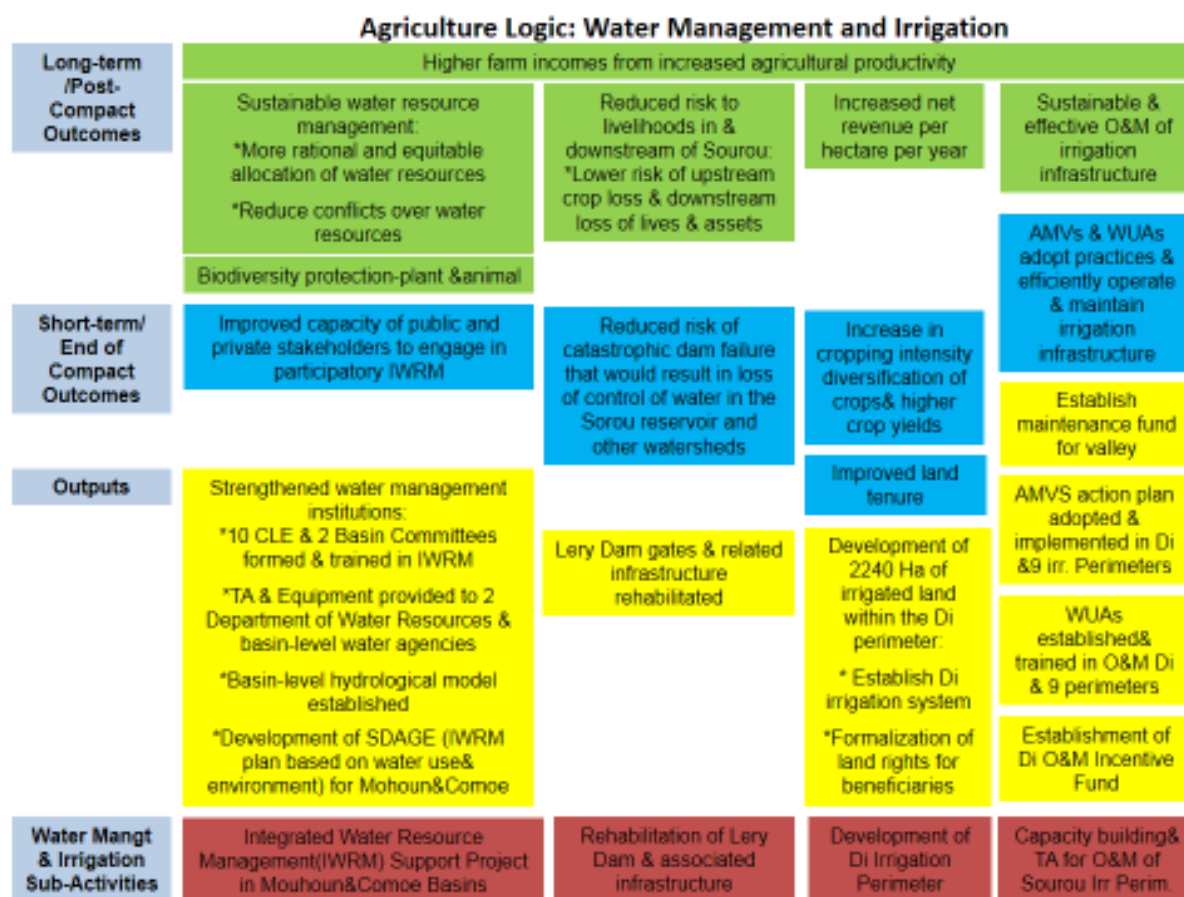 Agriculture Logic: Water Management and Irrigation
Long-term
/Post-
Compact
Outcomes
Higher farm incomes from increased agricultural productivity
Sustainable water resource
management:
*More rational and equitable
allocation of water resources
*Reduce conflicts over water
resources
Biodiversity protection-plant &animal
Reduced risk to
livelihoods in &
downstream of Sourou:
*Lower risk of upstream
crop loss & downstream
loss of lives & assets
Increased net
revenue per
hectare per year
Sustainable &
effective O&M of
irrigation
infrastructure
Short-term/
End of
Compact
Outcomes
Improved capacity of public and
private stakeholders to engage in
participatory IWRM
Reduced risk of
catastrophic dam failure
that would result in loss
of control of water in the
Sorou reservoir and
other watersheds
Increase in
cropping intensity
diversification of
crops& higher
crop yields
Improved land
tenure
AMVs & WUAs
adopt practices &
efficiently operate
& maintain
irrigation
infrastructure
Outputs
Strengthened water management
institutions:
*10 CLE & 2 Basin Committees
formed & trained in IWRM
*TA & Equipment provided to 2
Department of Water Resources &
basin-level water agencies
*Basin-level hydrological model
established
*Development of SDAGE (IWRM
plan based on water use&
environment) for Mohoun&Comoe
Lery Dam gates & related
infrastructure
rehabilitated
Development of
2240 Ha of
irrigated land
within the Di
perimeter:
* Establish Di
irrigation system
*Formalization of
land rights for
beneficiaries
Establish
maintenance fund
for valley
AMVS action plan
adopted &
implemented in Di
&9 irr. Perimeters
WUAs
established&
trained in O&M Di
& 9 perimeters
Establishment of
Di O&M Incentive
Fund
Water Mangt
& Irrigation
Sub-Activities
Integrated Water Resource
Management(IWRM) Support Project
in Mouhoun&Comoe Basins
Rehabilitation of Lery
Dam & associated
infrastructure
Development of
Di Irrigation
Perimeter
Capacity building&
TA for O&M of
Sourou Irr Perim.